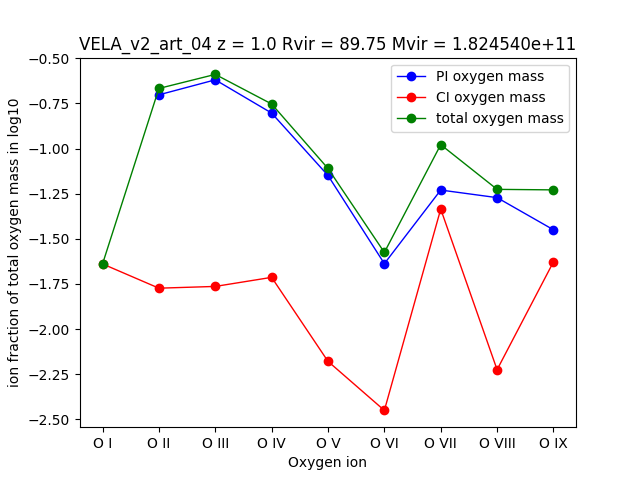 VELA_v2_art_04 z = 1.0 Rvir = 89.75 Mvir = 1.824540e+11
PI oxygen mass
CI oxygen mass
total oxygen mass
ion fraction of total oxygen mass in log10
−0.50
−0.75
−1.00
−1.25
−1.50
−1.75
−2.00
−2.25
−2.50
O I O II O III O IV O V O VI O VII O VIII O IX
Oxygen ion